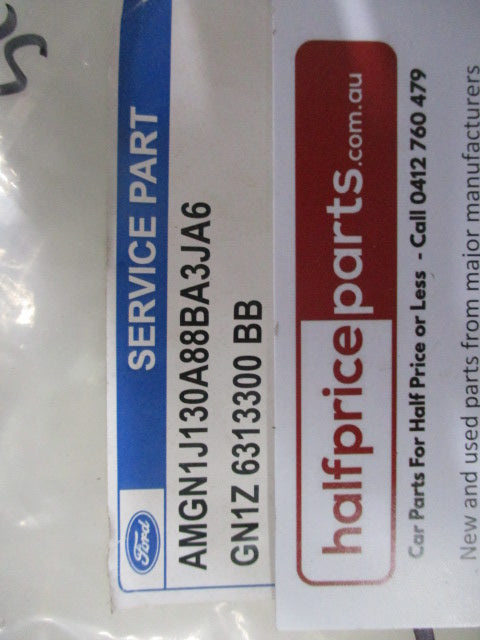 Ford SERVICE PART
AMGN1J130A88BA3JA6
GN1Z 6313300 BB
halfpriceparts.com.au
Car Parts For Half Price or Less - Call 0412 760 479
New and used parts from major manufacturers